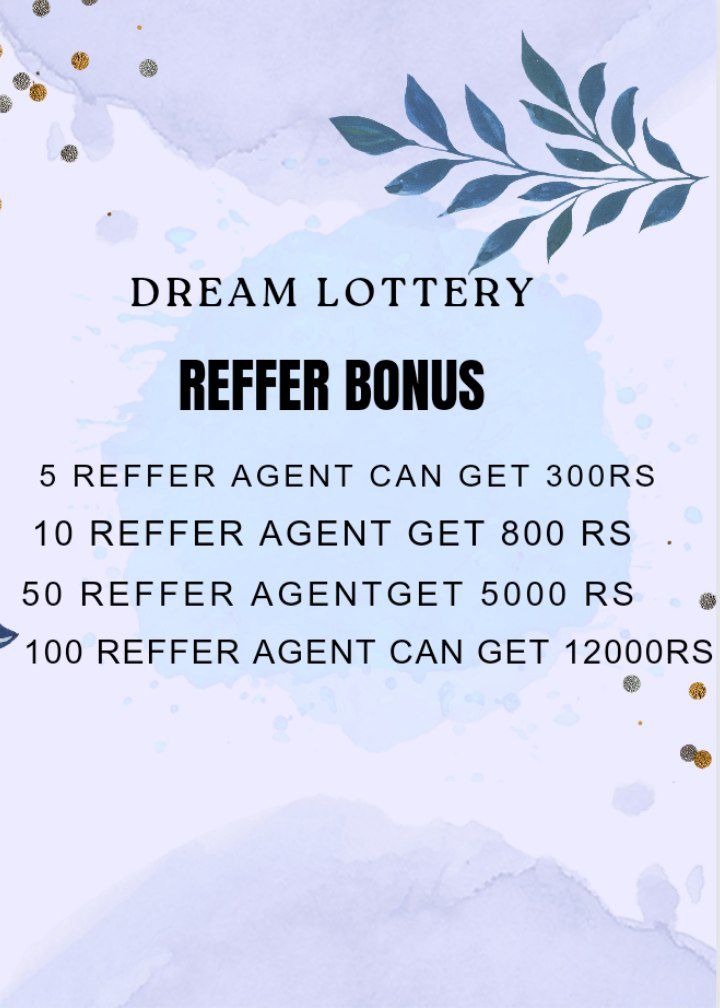 DREAM LOTTERY
REFFER BONUS
5 REFFER AGENT CAN GET 300RS
10 REFFER AGENT GET 800 RS
50 REFFER AGENTGET 5000 RS
100 REFFER AGENT CAN GET 12000RS